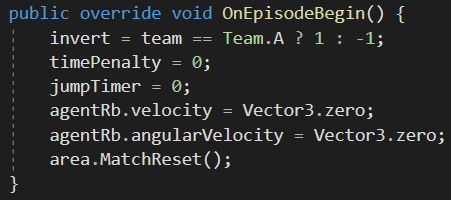 public override void OnEpisodeBegin() {
    invert = team == Team.A ? 1 : -1;
    timePenalty = 0;
    jumpTimer = 0;
    agentRb.velocity = Vector3.zero;
    agentRb.angularVelocity = Vector3.zero;
    area.MatchReset();
}